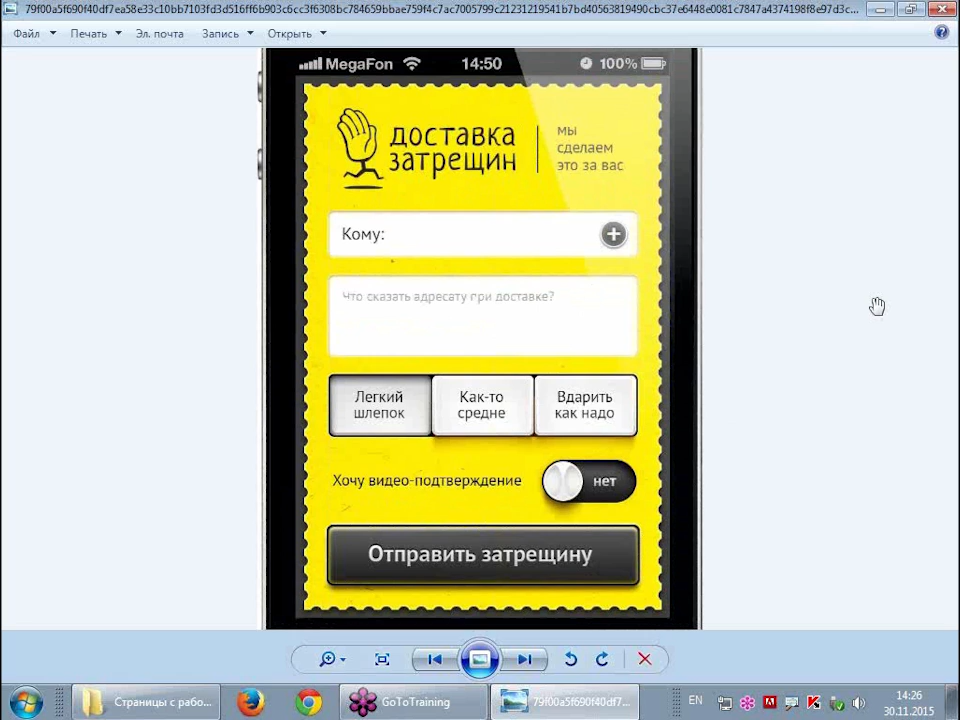 Файл Печать Эл. почта Запись Открыть
MegaFon 14:50 100%
доставка
затрещин
мы
сделаем
это за вас
Кому:
Что сказать адресату при доставке?
Легкий
шлепок
Как-то
средне
Вдарить
как надо
Хочу видео-подтверждение нет
Отправить затрещину
Страницы с рабо...
GoToTraining
79f00a5f690f40df7...
EN
14:26
30.11.2015